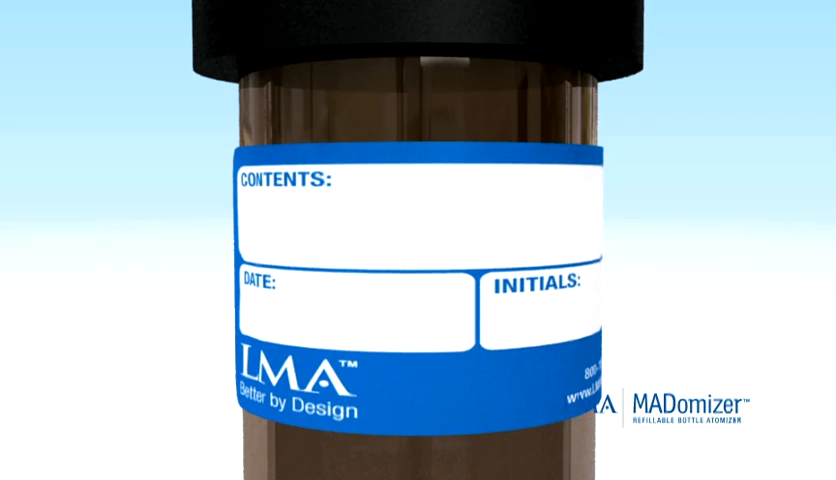 CONTENTS:
DATE:
INITIALS:
LMA™
Better by Design
MADomizer™
REFILLABLE BOTTLE ATOMIZER